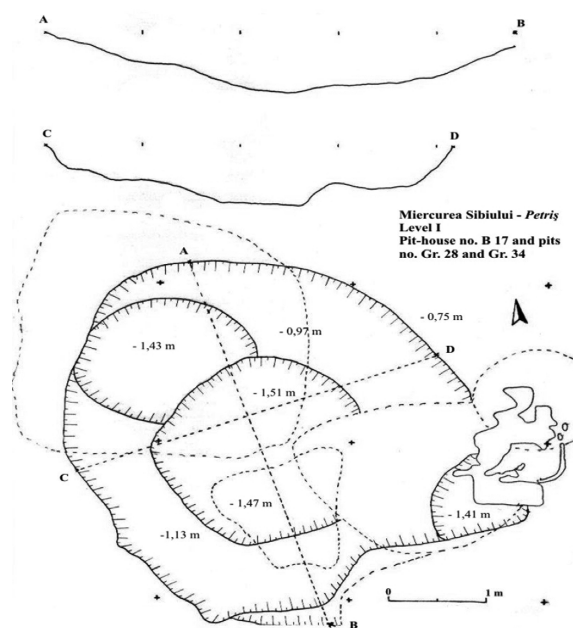 A
B
C
D
Miercurea Sibiului - Petriş
Level I
Pit-house no. B 17 and pits
no. Gr. 28 and Gr. 34
A
- 0,75 m
- 0,97 m
- 1,43 m
D
- 1,51 m
C
- 1,47 m
- 1,41 m
-1,13 m
0
1 m
B